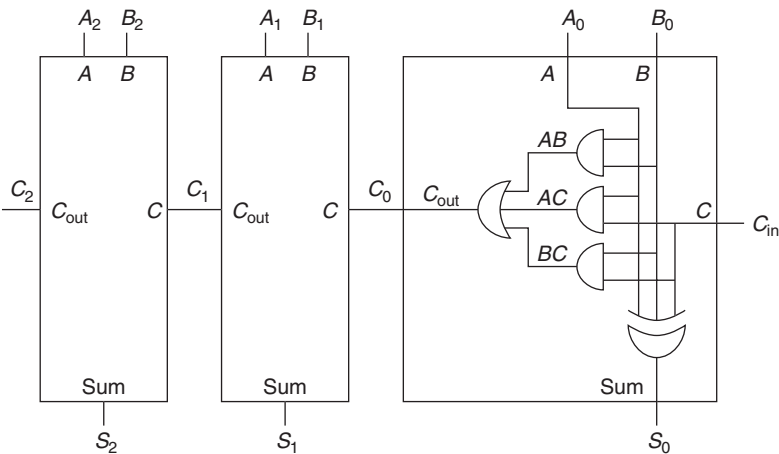 A₂ B₂ A₁ B₁ A₀ B₀
A B A B A B
AB
C₂ Cout C C₁ Cout C C₀ Cout AC C Cin
BC
Sum Sum Sum
S₂ S₁ S₀